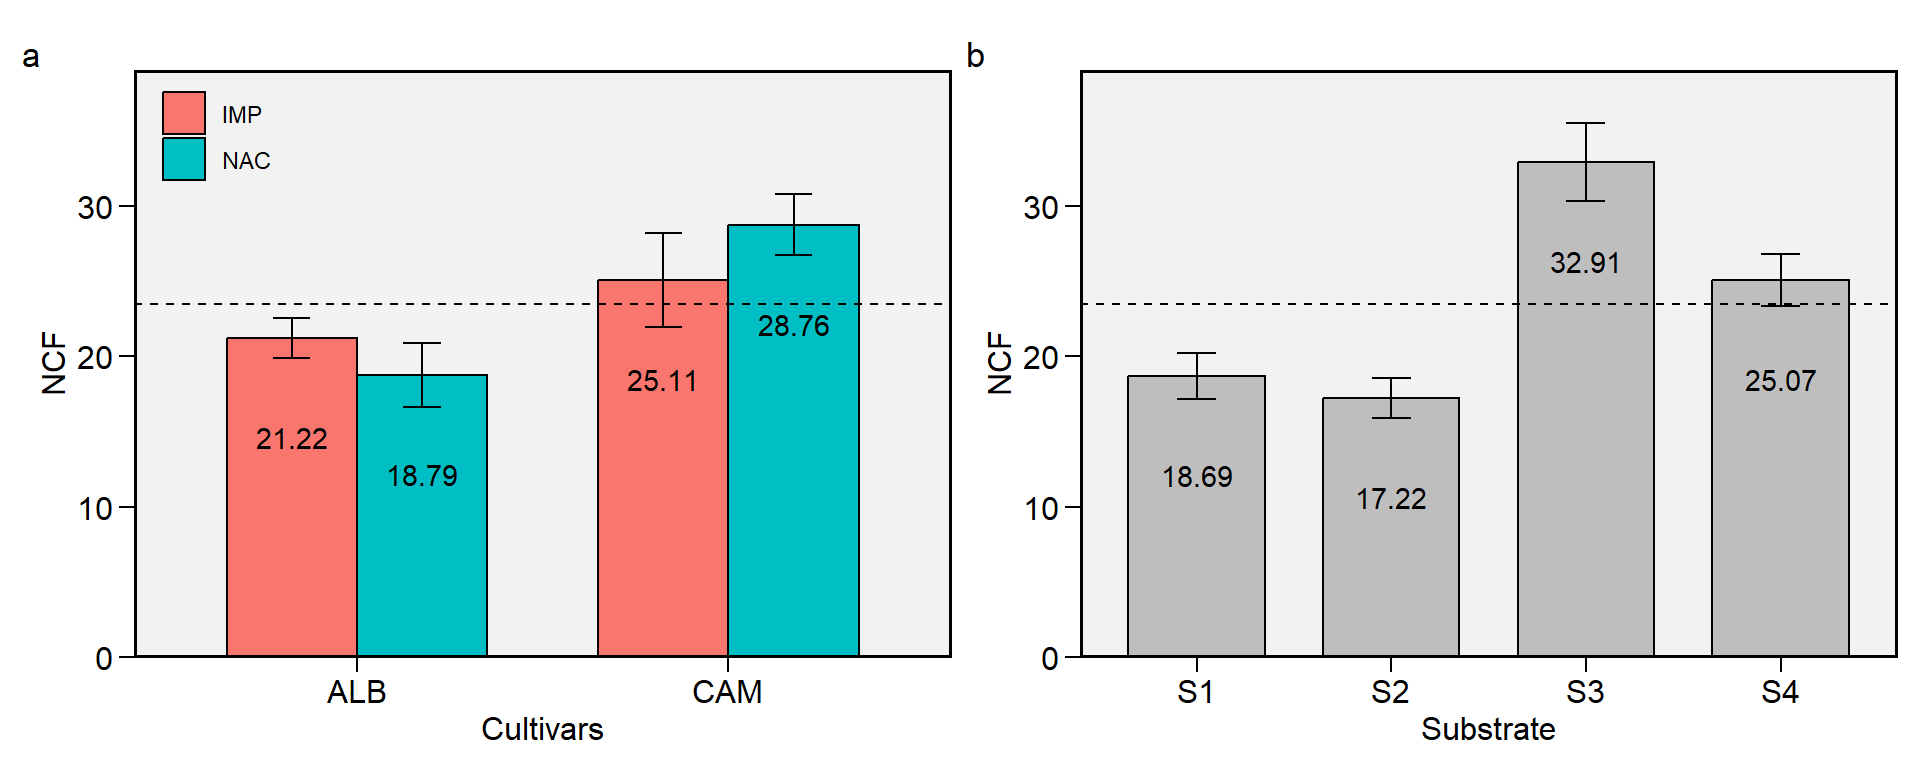 a
IMP
NAC
30
20
10
0
NCF
21.22
18.79
25.11
28.76
ALB CAM
Cultivars
b
30
20
10
0
NCF
18.69
17.22
32.91
25.07
S1 S2 S3 S4
Substrate